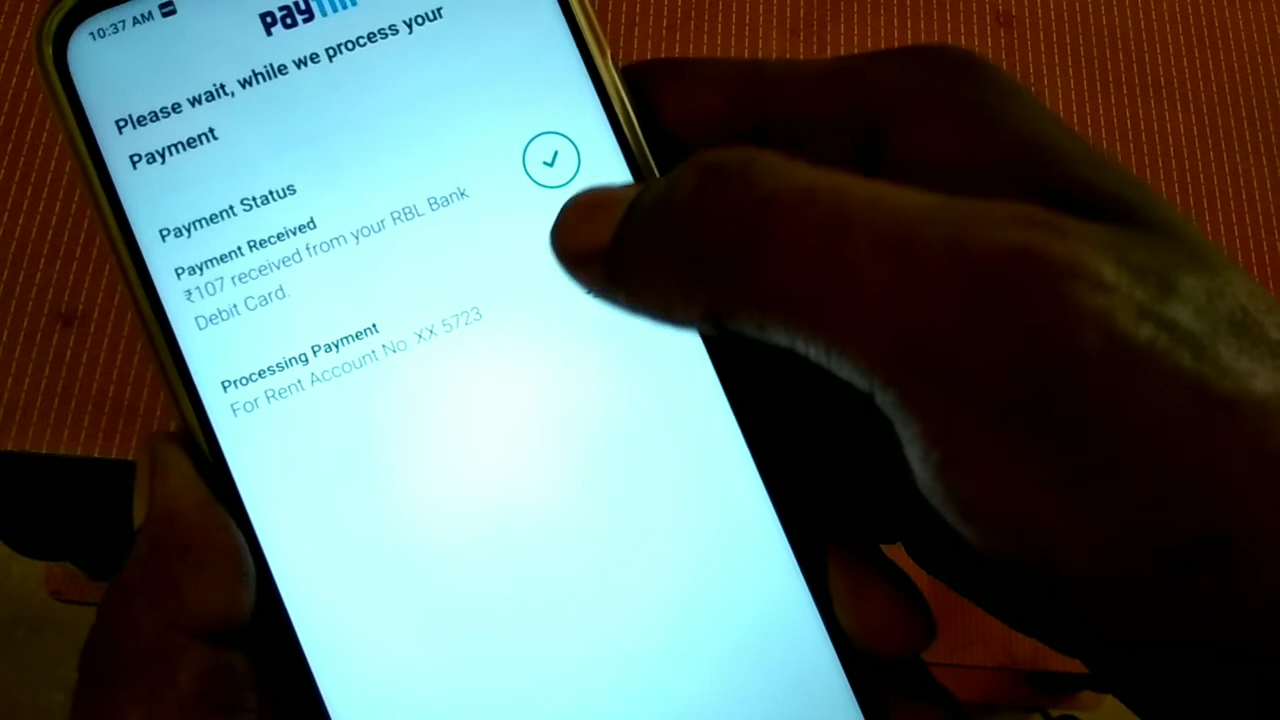 10:37 AM
paytm
Please wait, while we process your
Payment
Payment Status
Payment Received
₹107 received from your RBL Bank
Debit Card.
Processing Payment
For Rent Account No XX 5723